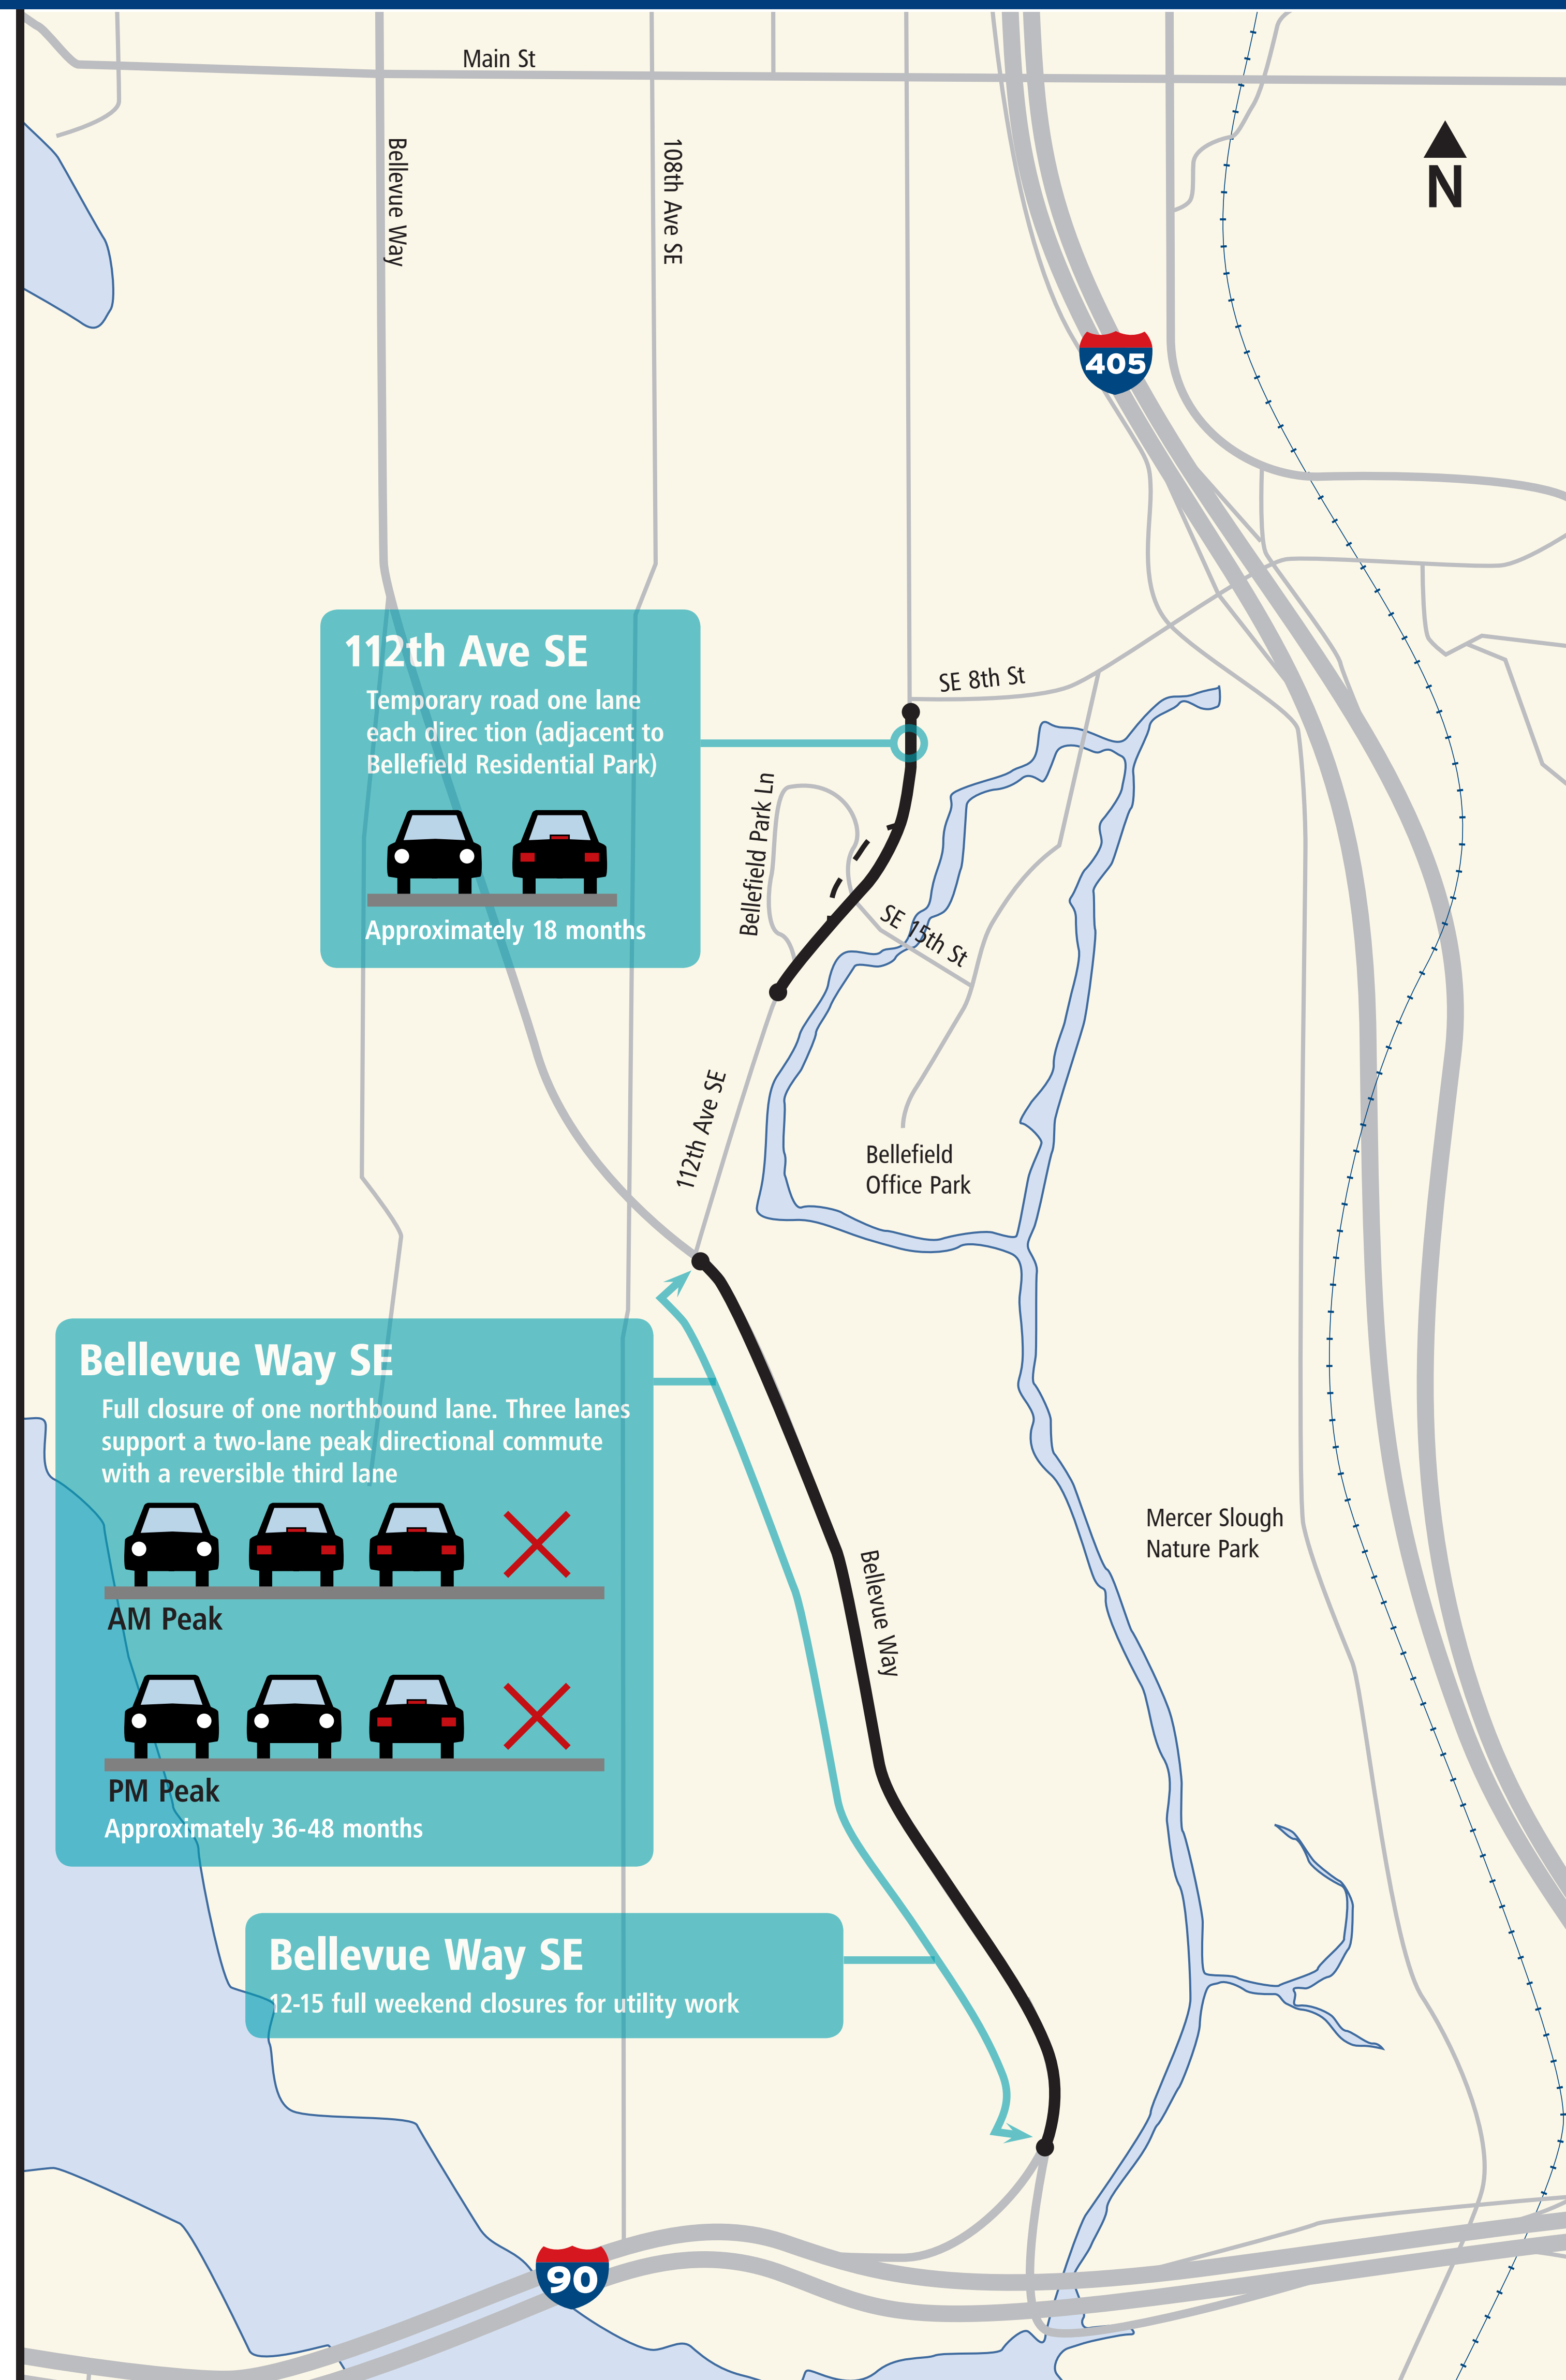 Main St
Bellevue Way
108th Ave SE
N
405
112th Ave SE
Temporary road one lane
each direc tion (adjacent to
Bellefield Residential Park)
Approximately 18 months
SE 8th St
Bellefield Park Ln
SE 15th St
112th Ave SE
Bellefield
Office Park
Bellevue Way SE
Full closure of one northbound lane. Three lanes
support a two-lane peak directional commute
with a reversible third lane
AM Peak
PM Peak
Approximately 36-48 months
Bellevue Way
Mercer Slough
Nature Park
Bellevue Way SE
12-15 full weekend closures for utility work
90